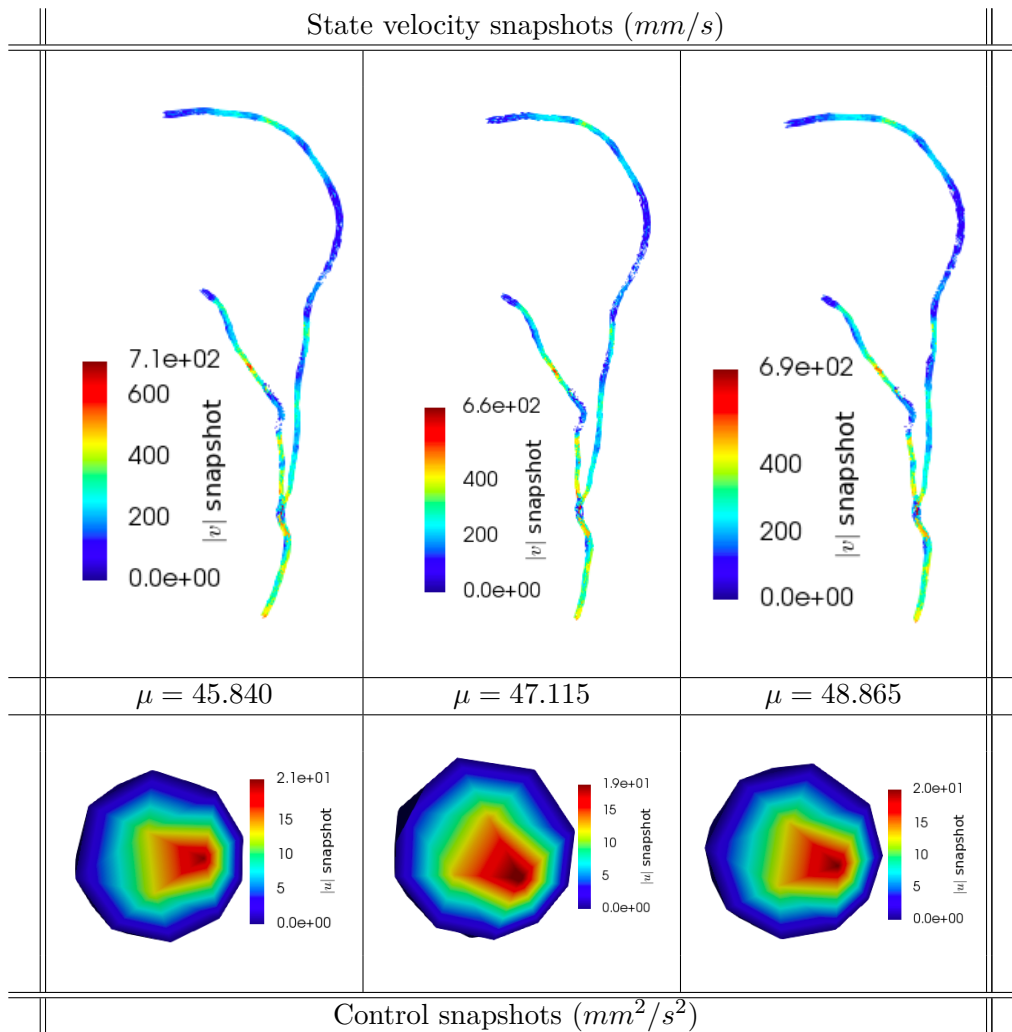 State velocity snapshots (mm/s)
7.1e+02
600
400
200
0.0e+00
|v| snapshot
6.6e+02
400
200
0.0e+00
|v| snapshot
6.9e+02
400
200
0.0e+00
|v| snapshot
μ = 45.840
μ = 47.115
μ = 48.865
2.1e+01
15
10
5
0.0e+00
|u| snapshot
1.9e+01
15
10
5
0.0e+00
|u| snapshot
2.0e+01
15
10
5
0.0e+00
|u| snapshot
Control snapshots (mm²/s²)